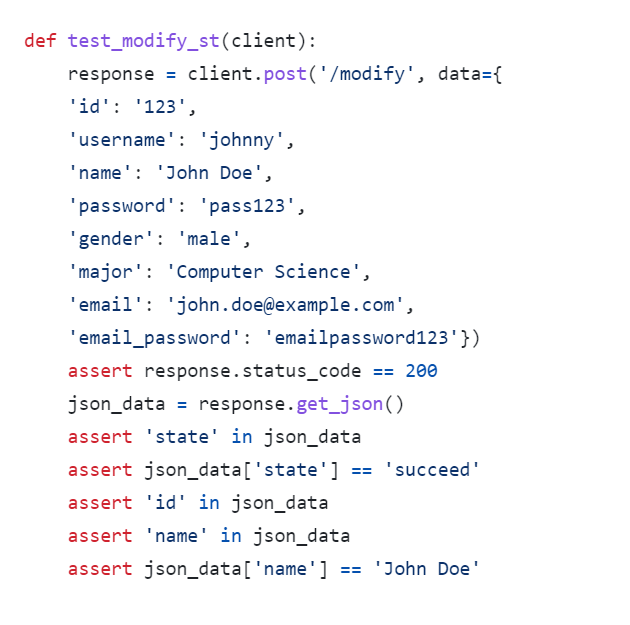 def test_modify_st(client):
    response = client.post('/modify', data={
    'id': '123',
    'username': 'johnny',
    'name': 'John Doe',
    'password': 'pass123',
    'gender': 'male',
    'major': 'Computer Science',
    'email': 'john.doe@example.com',
    'email_password': 'emailpassword123'})
    assert response.status_code == 200
    json_data = response.get_json()
    assert 'state' in json_data
    assert json_data['state'] == 'succeed'
    assert 'id' in json_data
    assert 'name' in json_data
    assert json_data['name'] == 'John Doe'